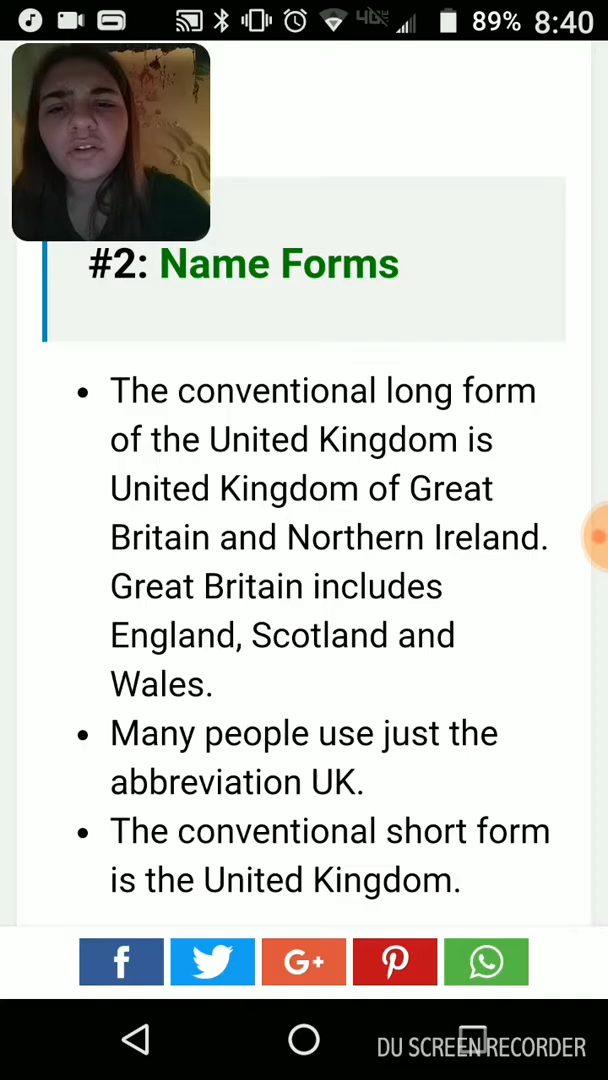 89% 8:40
#2: Name Forms
• The conventional long form
of the United Kingdom is
United Kingdom of Great
Britain and Northern Ireland.
Great Britain includes
England, Scotland and
Wales.
• Many people use just the
abbreviation UK.
• The conventional short form
is the United Kingdom.
f G+
DU SCREEN RECORDER